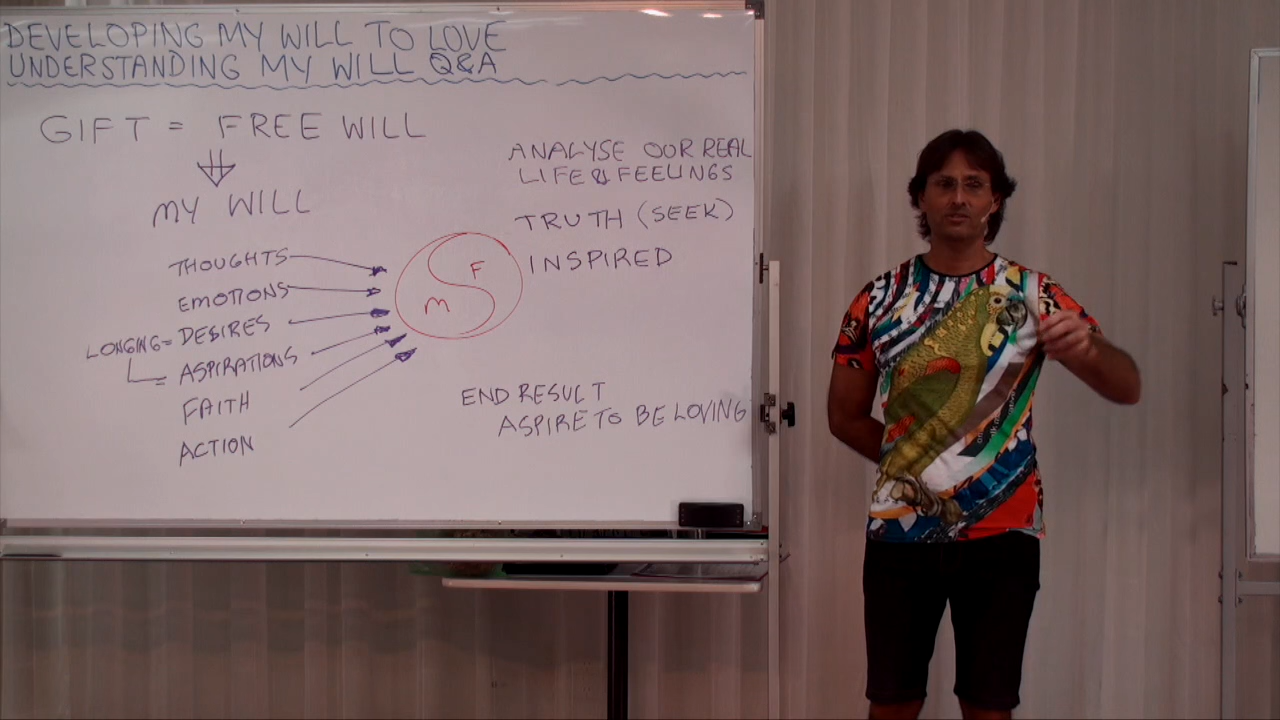 DEVELOPING MY WILL TO LOVE
UNDERSTANDING MY WILL Q&A
GIFT = FREE WILL
MY WILL
THOUGHTS
EMOTIONS
LONGING = DESIRES
= ASPIRATIONS
FAITH
ACTION
F
M
ANALYSE OUR REAL
LIFE & FEELINGS
TRUTH (SEEK)
INSPIRED
END RESULT
ASPIRE TO BE LOVING